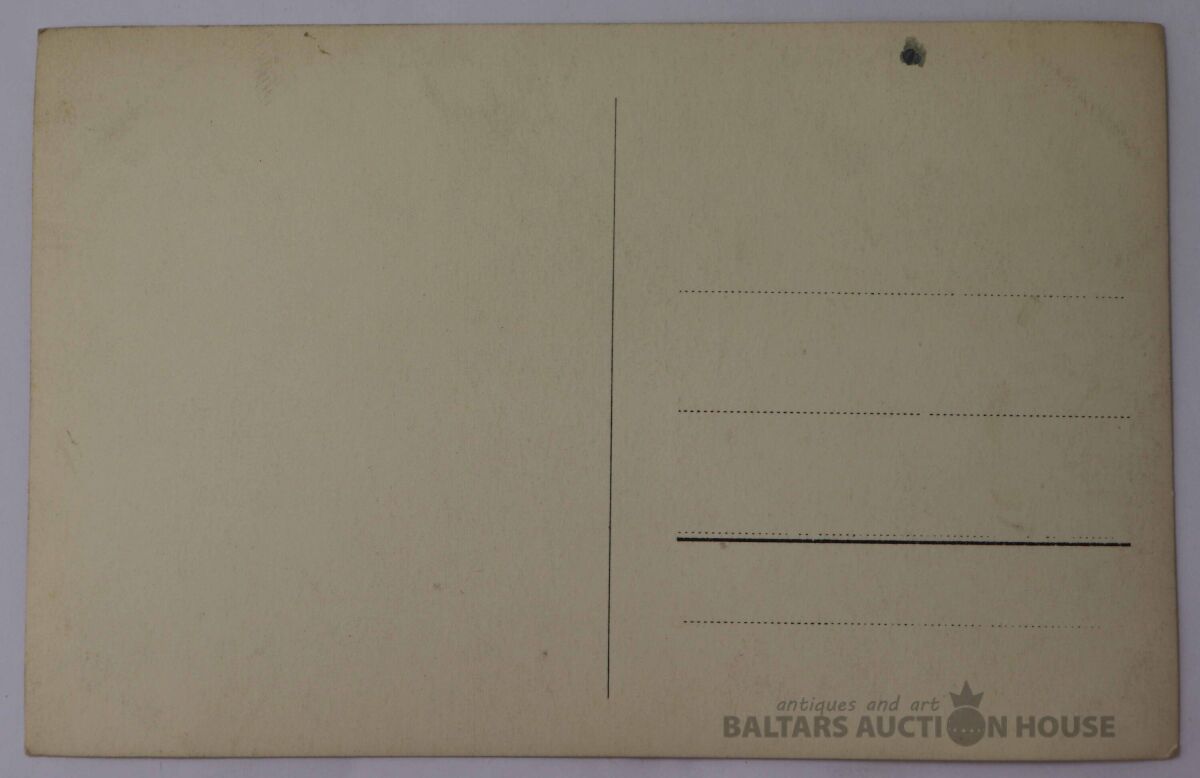 antiques and art
BALTARS AUCTION HOUSE